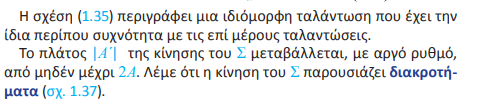 Η σχέση (1.35) περιγράφει μια ιδιόμορφη ταλάντωση που έχει την
ίδια περίπου συχνότητα με τις επί μέρους ταλαντώσεις.
Το πλάτος |A΄| της κίνησης του Σ μεταβάλλεται, με αργό ρυθμό,
από μηδέν μέχρι 2A. Λέμε ότι η κίνηση του Σ παρουσιάζει διακροτή-
ματα (σχ. 1.37).